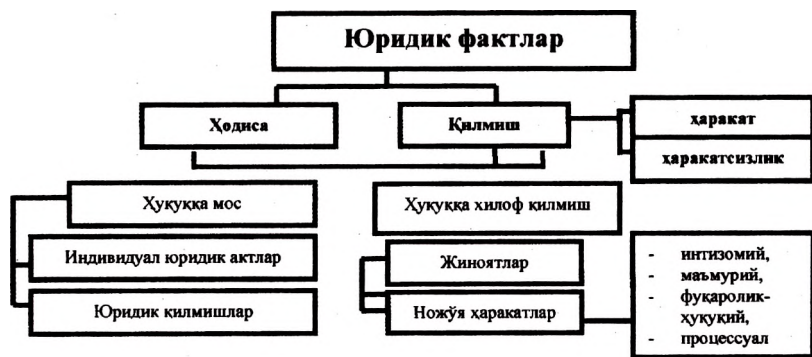 Юридик фактлар
Ҳодиса
Қилмиш
ҳаракат
ҳаракатсизлик
Ҳуқуққа мос
Ҳуқуққа хилоф қилмиш
Индивидуал юридик актлар
Жиноятлар
Юридик қилмишлар
Ножўя ҳаракатлар
- интизомий,
- маъмурий,
- фуқаролик-
ҳуқуқий,
- процессуал